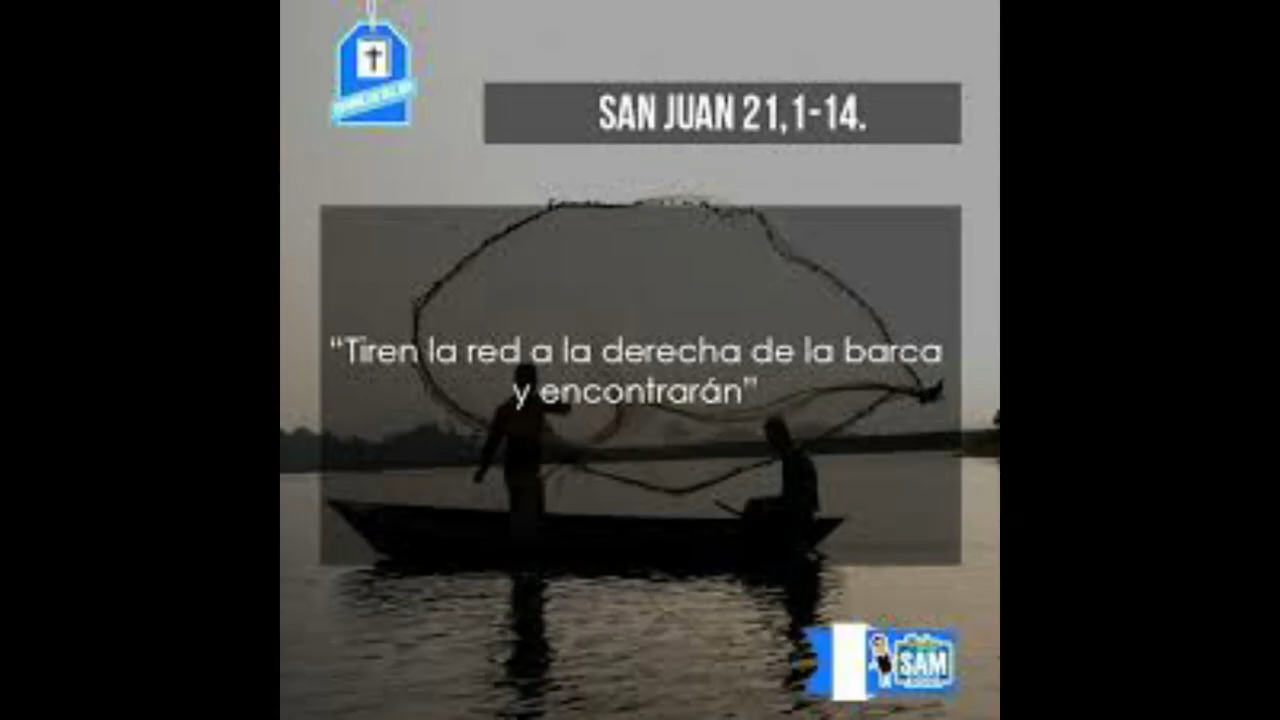 SAN JUAN 21,1-14.
“Tiren la red a la derecha de la barca
y encontrarán”
SAM